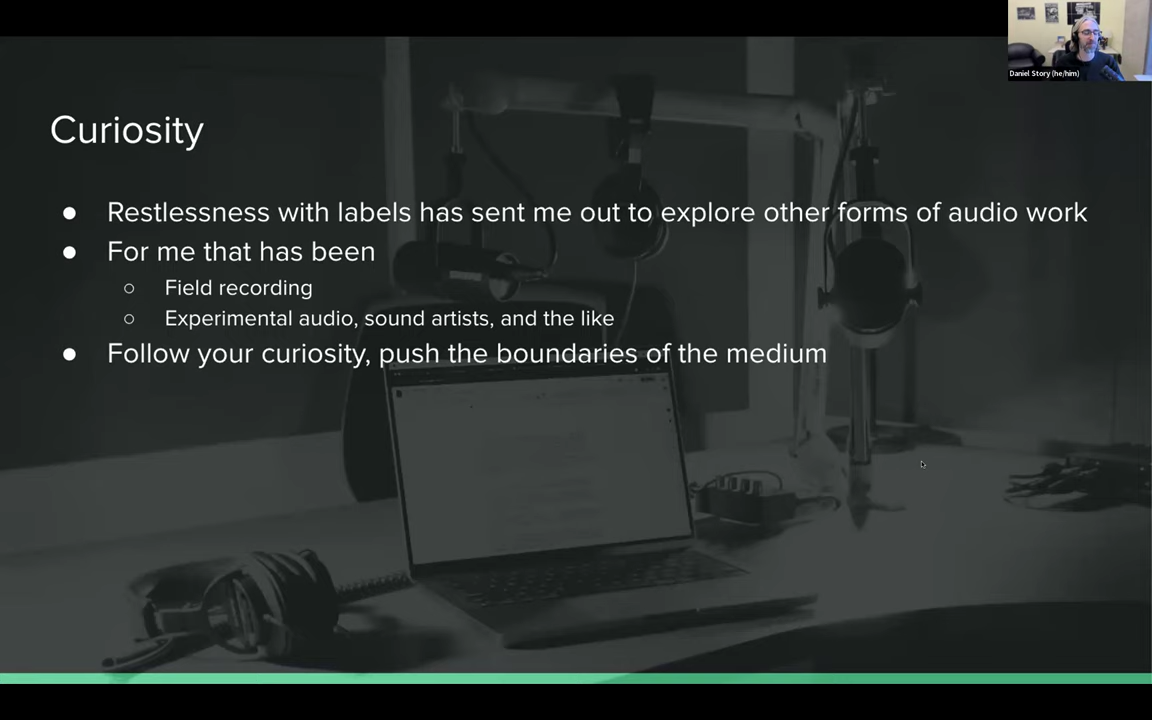 Daniel Story (he/him)
Curiosity
● Restlessness with labels has sent me out to explore other forms of audio work
● For me that has been
○ Field recording
○ Experimental audio, sound artists, and the like
● Follow your curiosity, push the boundaries of the medium